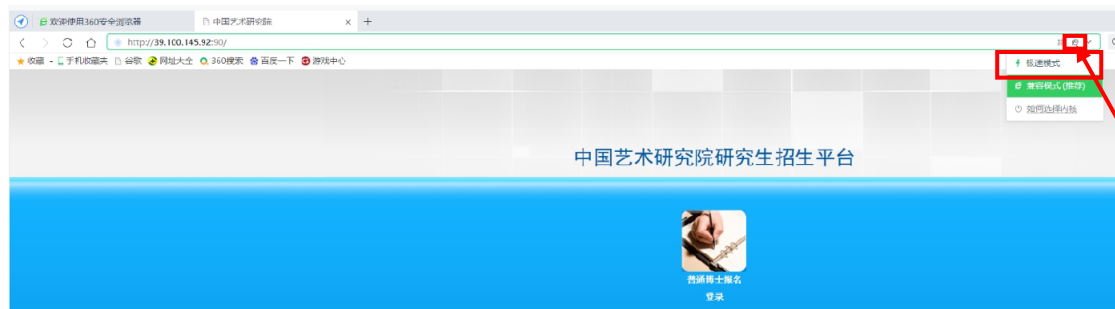 欢迎使用360安全浏览器 中国艺术研究院
http://39.100.145.92:90/
收藏 手机收藏夹 谷歌 网址大全 360搜索 百度一下 游戏中心
极速模式
兼容模式(推荐)
如何选择内核
中国艺术研究院研究生招生平台
普通博士报名
登录